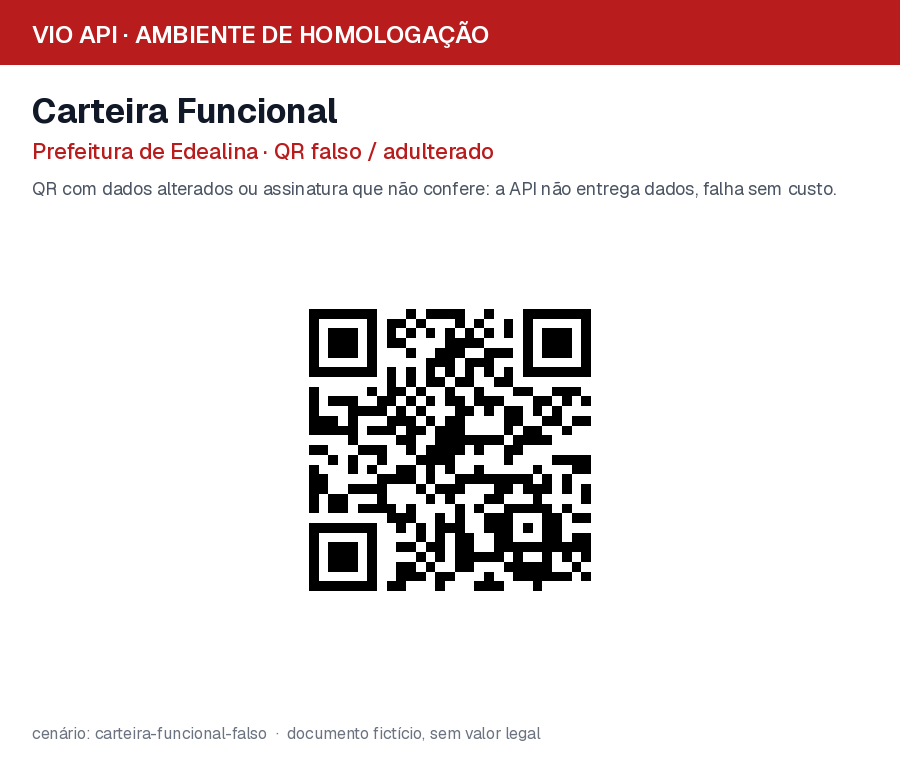 VIO API · AMBIENTE DE HOMOLOGAÇÃO
Carteira Funcional
Prefeitura de Edealina · QR falso / adulterado
QR com dados alterados ou assinatura que não confere: a API não entrega dados, falha sem custo.
cenário: carteira-funcional-falso · documento fictício, sem valor legal